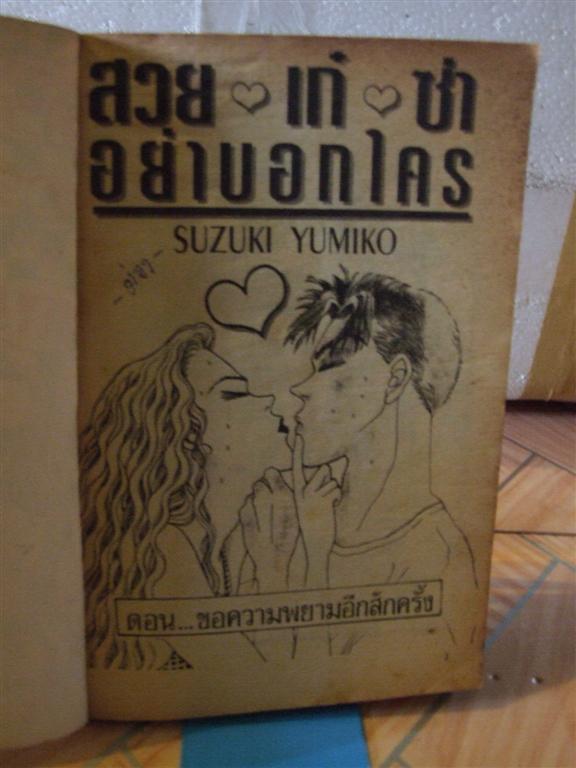 สวย ♡ เก๋ ♡ ซ่า
อย่าบอกใคร
SUZUKI YUMIKO
ตอน...ขอความพยามอีกสักครั้ง